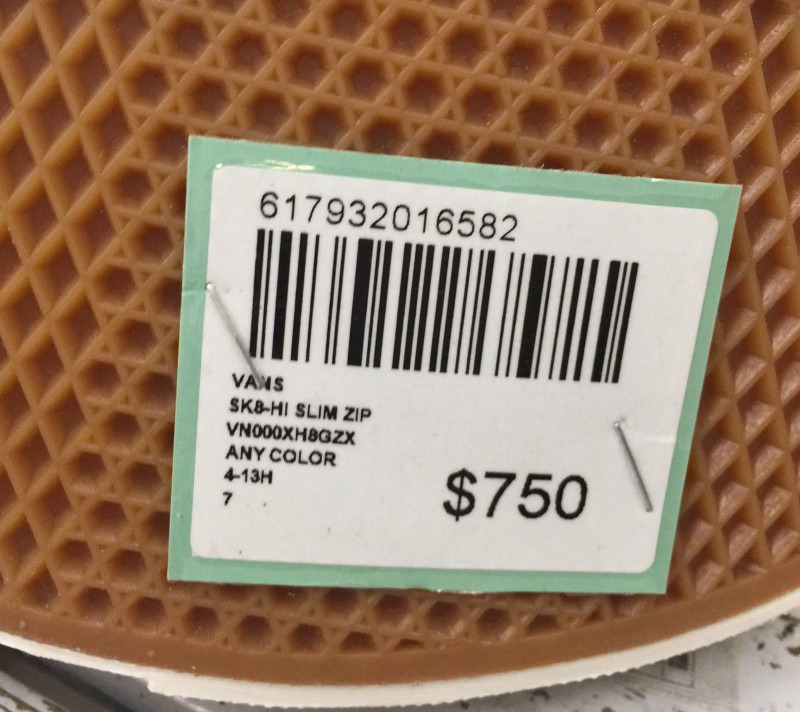 617932016582
VANS
SK8-HI SLIM ZIP
VN000XH8GZX
ANY COLOR
4-13H
7
$750